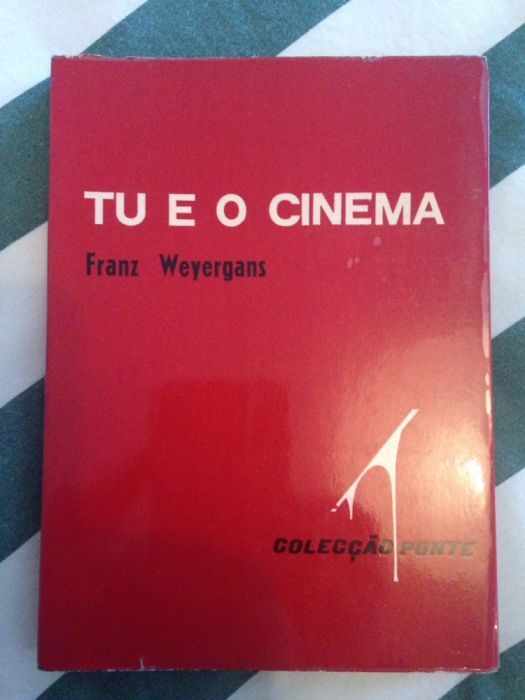 TU E O CINEMA
Franz Weyergans
COLECÇÃO PONTE